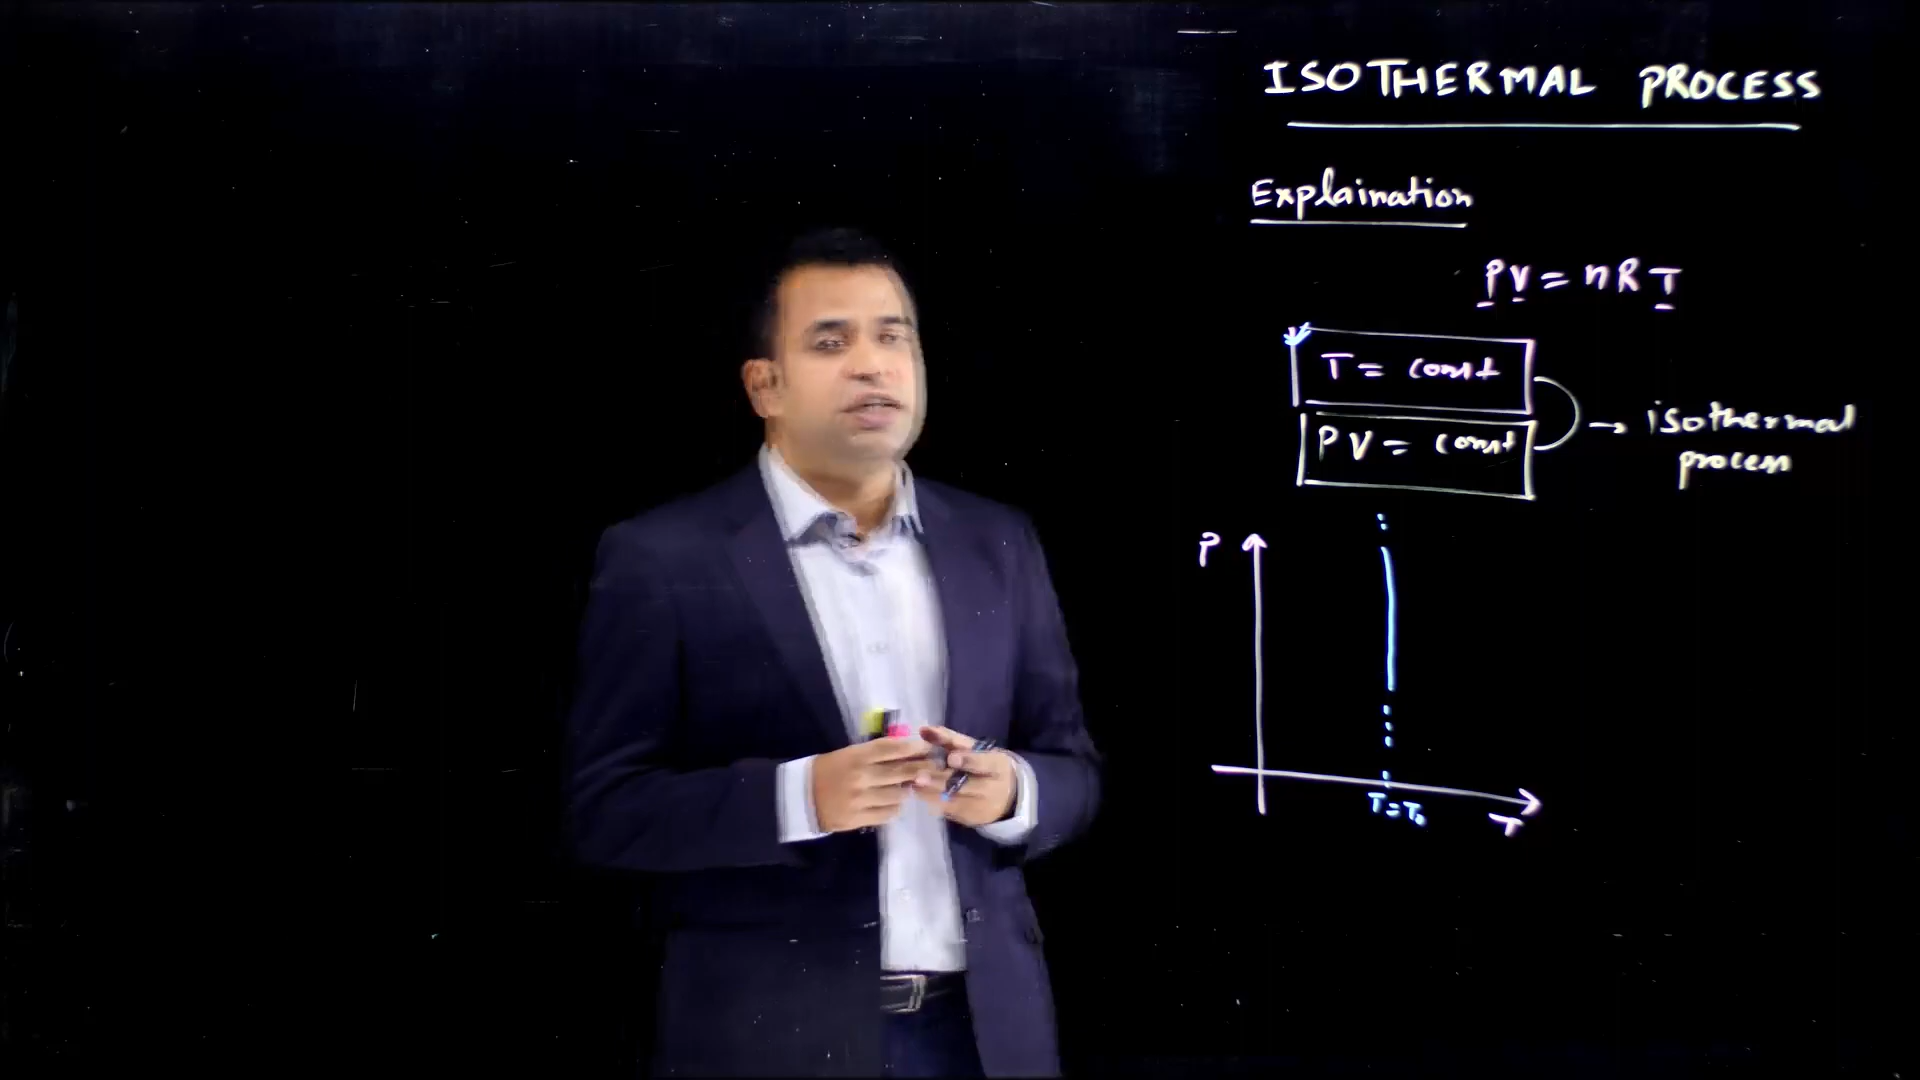 ISOTHERMAL PROCESS
Explaination
PV = nRT
T = const
PV = const
→ isothermal
process
P
T = T₀
T